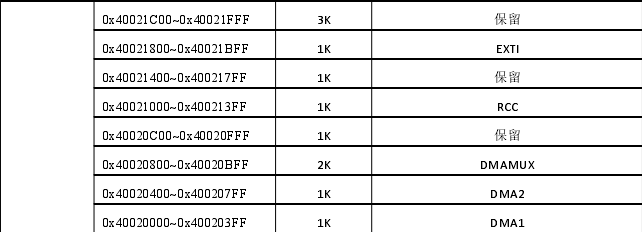 0x40021C00~0x40021FFF 3K 保留
0x40021800~0x40021BFF 1K EXTI
0x40021400~0x400217FF 1K 保留
0x40021000~0x400213FF 1K RCC
0x40020C00~0x40020FFF 1K 保留
0x40020800~0x40020BFF 2K DMAMUX
0x40020400~0x400207FF 1K DMA2
0x40020000~0x400203FF 1K DMA1